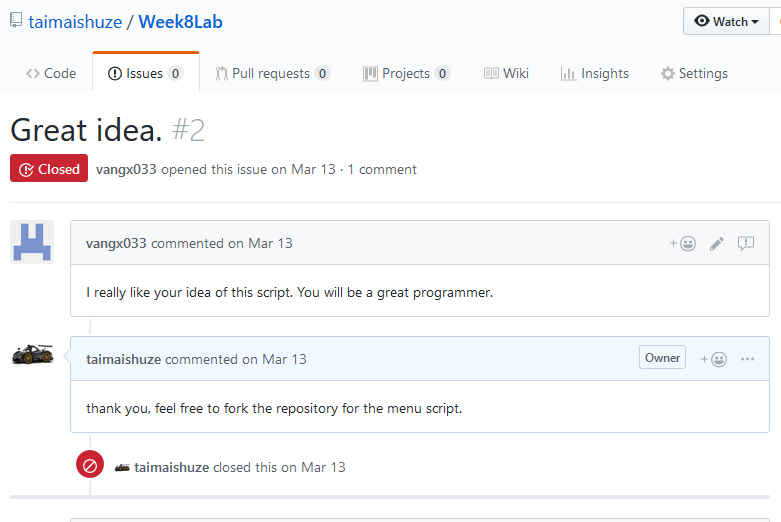 taimaishuze / Week8Lab
Watch
Code Issues 0 Pull requests 0 Projects 0 Wiki Insights Settings
Great idea. #2
Closed vangx033 opened this issue on Mar 13 · 1 comment
vangx033 commented on Mar 13
I really like your idea of this script. You will be a great programmer.
taimaishuze commented on Mar 13 Owner
thank you, feel free to fork the repository for the menu script.
taimaishuze closed this on Mar 13